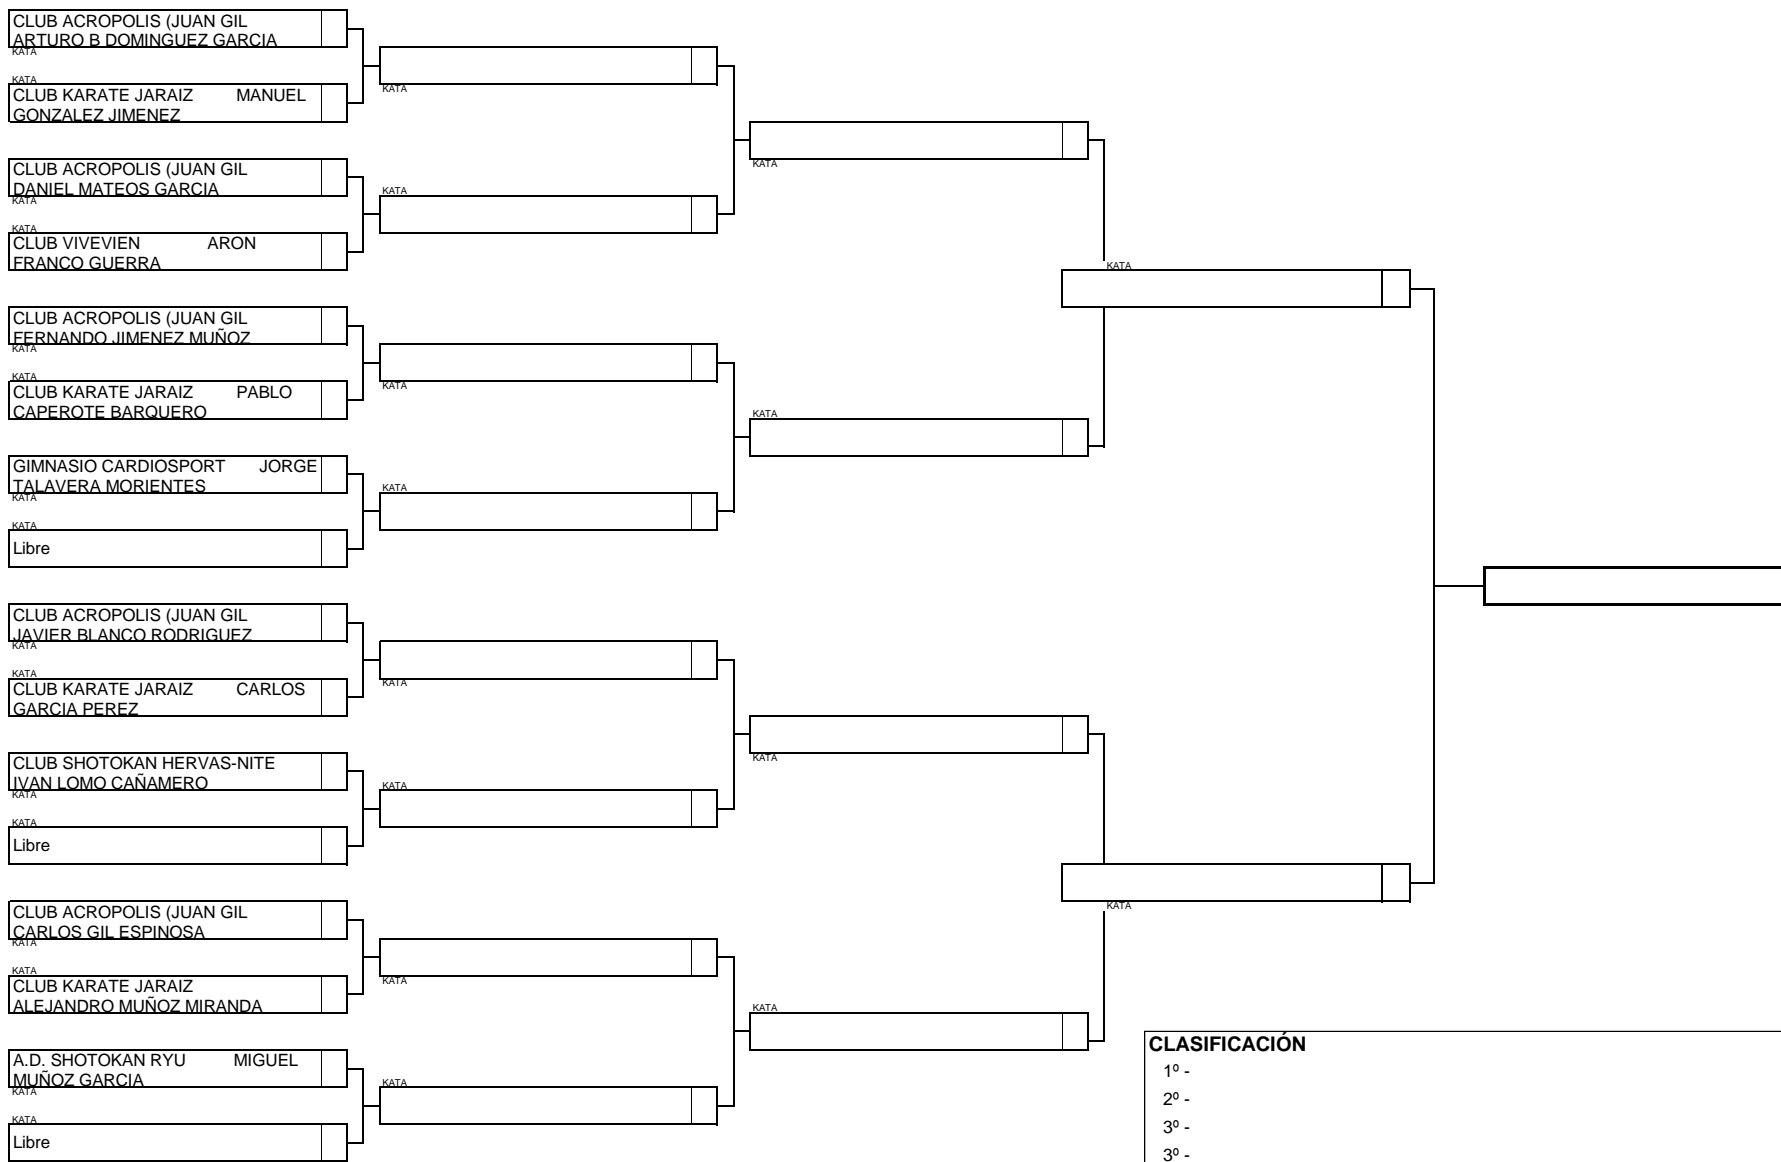 CLUB ACROPOLIS (JUAN GIL
ARTURO B DOMINGUEZ GARCIA
KATA
KATA
CLUB KARATE JARAIZ MANUEL
GONZALEZ JIMENEZ
CLUB ACROPOLIS (JUAN GIL
DANIEL MATEOS GARCIA
KATA
KATA
CLUB VIVEVIEN ARON
FRANCO GUERRA
CLUB ACROPOLIS (JUAN GIL
FERNANDO JIMENEZ MUÑOZ
KATA
KATA
CLUB KARATE JARAIZ PABLO
CAPEROTE BARQUERO
GIMNASIO CARDIOSPORT JORGE
TALAVERA MORIENTES
KATA
KATA
Libre
CLUB ACROPOLIS (JUAN GIL
JAVIER BLANCO RODRIGUEZ
KATA
KATA
CLUB KARATE JARAIZ CARLOS
GARCIA PEREZ
CLUB SHOTOKAN HERVAS-NITE
IVAN LOMO CAÑAMERO
KATA
KATA
Libre
CLUB ACROPOLIS (JUAN GIL
CARLOS GIL ESPINOSA
KATA
KATA
CLUB KARATE JARAIZ
ALEJANDRO MUÑOZ MIRANDA
A.D. SHOTOKAN RYU MIGUEL
MUÑOZ GARCIA
KATA
KATA
Libre
KATA
KATA
KATA
KATA
KATA
KATA
KATA
KATA
KATA
KATA
KATA
KATA
KATA
KATA
CLASIFICACIÓN
1º -
2º -
3º -
3º -